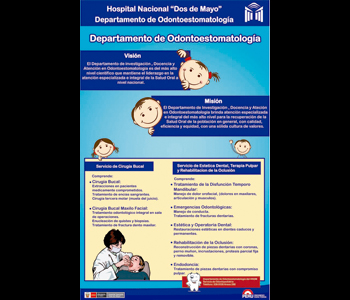 Hospital Nacional "Dos de Mayo"
Departamento de Odontoestomatología
Departamento de Odontoestomatología
Visión
El Departamento de Investigación, Docencia y
Atención en Odontoestomatología es del más alto
nivel científico que mantiene el liderazgo en la
atención especializada e integral de la Salud Oral a
nivel nacional.
Misión
El Departamento de Investigación, Docencia y Atención
en Odontoestomatología brinda atención especializada
e integral del más alto nivel para la recuperación de la
Salud Oral de la población en general, con calidad,
eficiencia y equidad, con una sólida cultura de valores.
Servicio de Cirugía Bucal
Comprende:
Cirugía Bucal:
Extracciones en pacientes
medicamente comprometidos.
Tratamiento de encías sangrantes.
Cirugía tercera molar (muela del juicio).
Cirugía Bucal Maxilo Facial:
Tratamiento odontológico integral en sala
de operaciones.
Enucleación de quistes y biopsias.
Tratamiento de fractura dento maxilar.
Servicio de Estética Dental, Terapia Pulpar
y Rehabilitación de la Oclusión
Comprende:
Tratamiento de la Disfunción Temporo
Mandibular:
Manejo de dolor orofacial, (dolores en maxilares,
articulación y musculares).
Emergencias Odontológicas:
Manejo de conducta.
Tratamiento de fracturas dentarias.
Estética y Operatoria Dental:
Restauraciones estéticas en dientes caducos y
permanentes.
Rehabilitación de la Oclusión:
Reconstrucción de piezas dentarias con coronas,
perno muñon, incrustaciones, prótesis parcial fija
y removible.
Endodoncia:
Tratamiento de piezas dentarias con compromiso
pulpar.
PERÚ